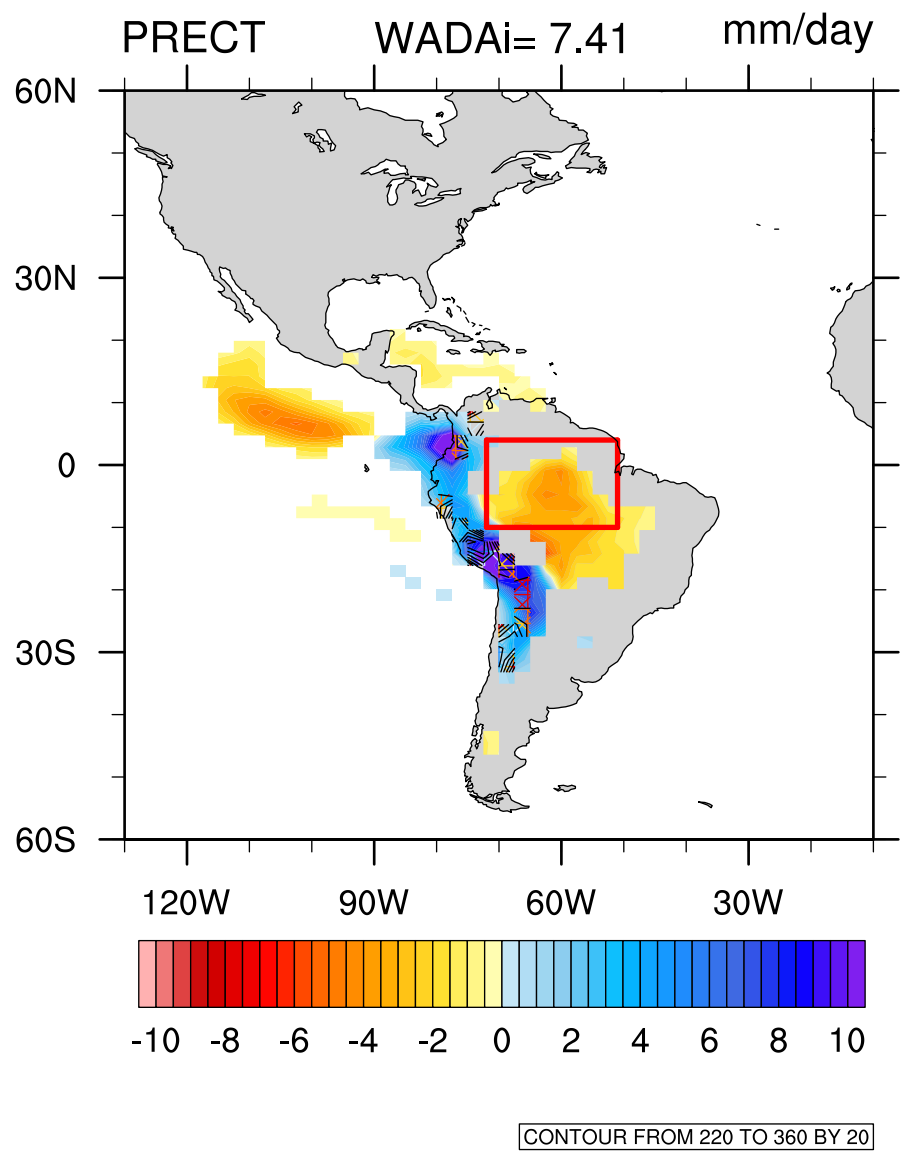 PRECT WADAi= 7.41 mm/day
60N
30N
0
30S
60S
120W 90W 60W 30W
-10 -8 -6 -4 -2 0 2 4 6 8 10
CONTOUR FROM 220 TO 360 BY 20